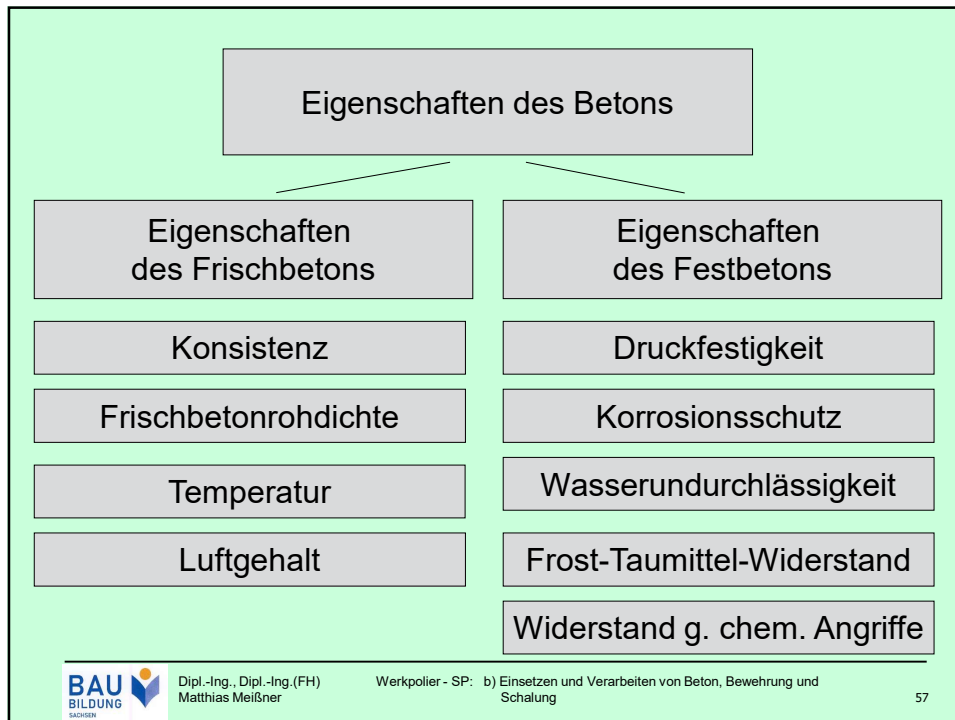 Eigenschaften des Betons
Eigenschaften
des Frischbetons
Konsistenz
Frischbetonrohdichte
Temperatur
Luftgehalt
Eigenschaften
des Festbetons
Druckfestigkeit
Korrosionsschutz
Wasserundurchlässigkeit
Frost-Taumittel-Widerstand
Widerstand g. chem. Angriffe
BAU
BILDUNG
SACHSEN
Dipl.-Ing., Dipl.-Ing.(FH)
Matthias Meißner
Werkpolier - SP: b) Einsetzen und Verarbeiten von Beton, Bewehrung und
Schalung
57